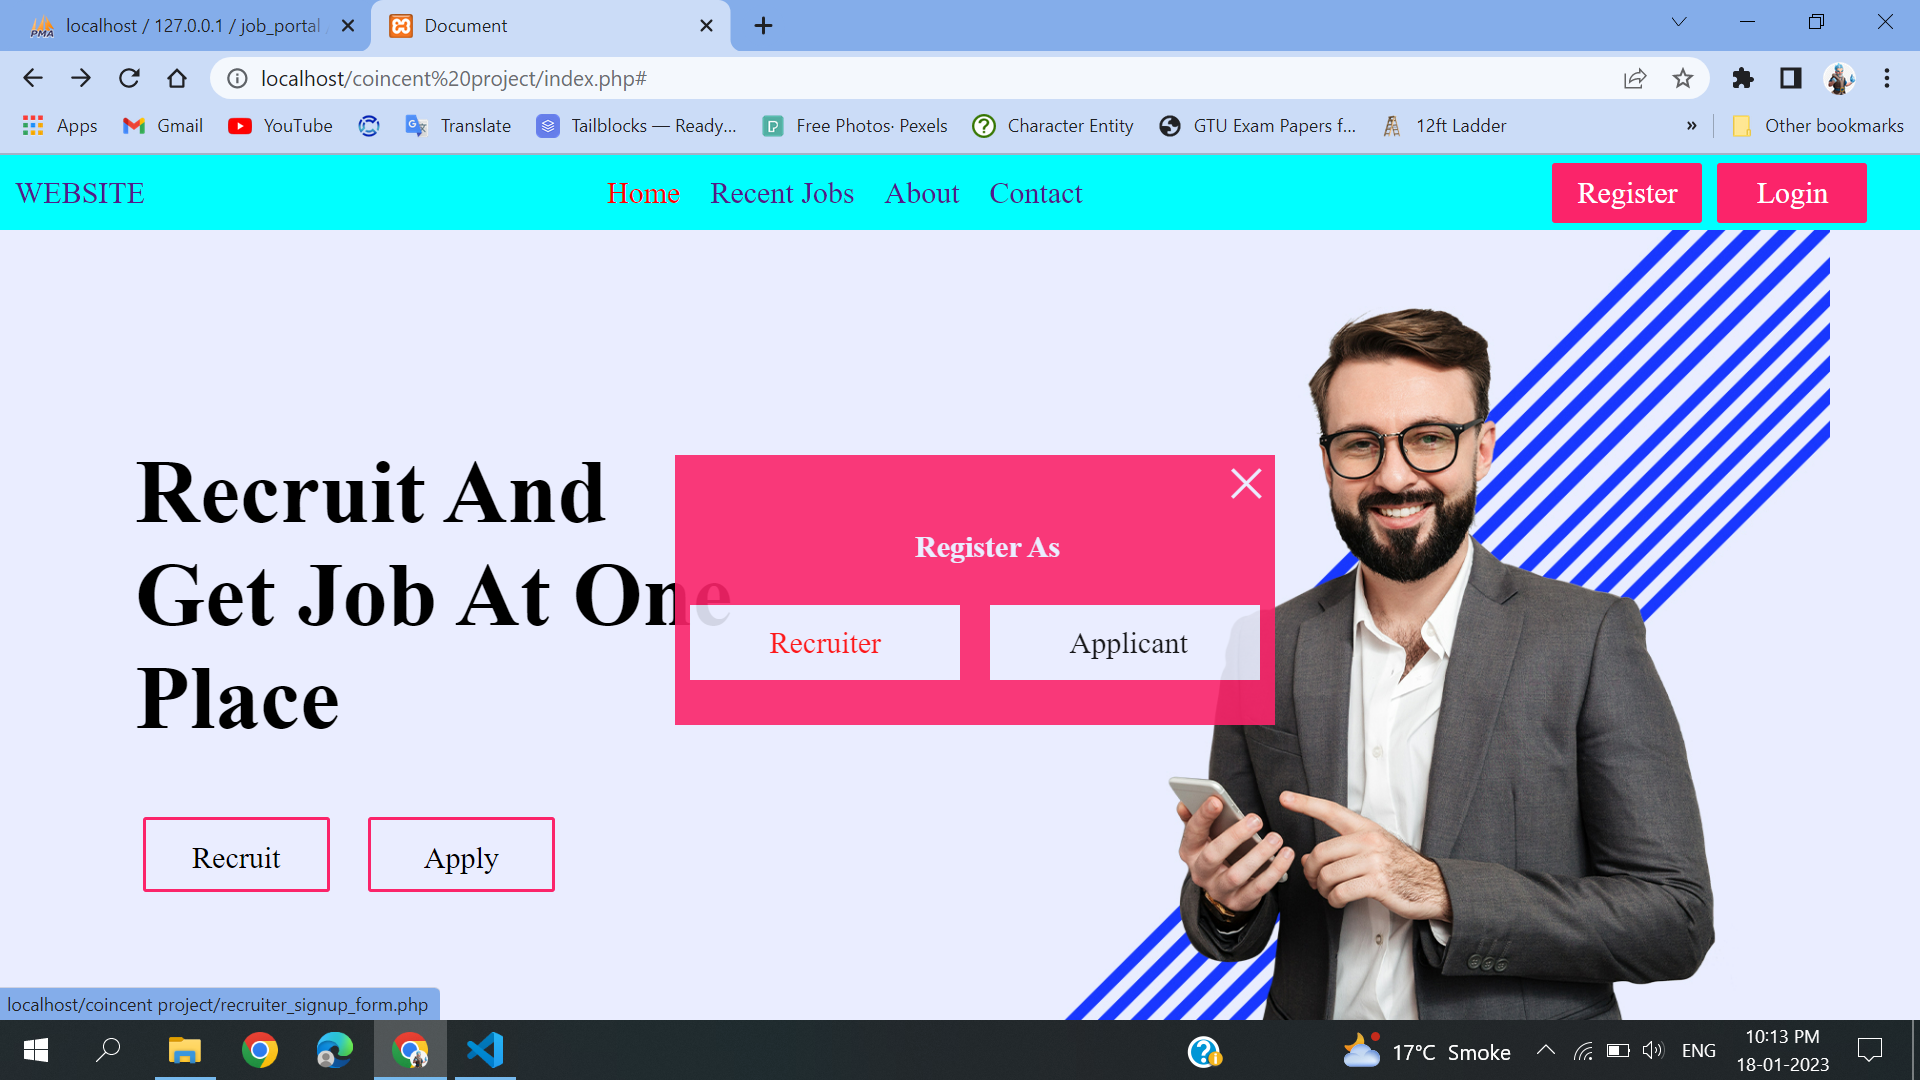 localhost / 127.0.0.1 / job_portal
Document
localhost/coincent%20project/index.php#
Apps
Gmail
YouTube
Translate
Tailblocks — Ready...
Free Photos· Pexels
Character Entity
GTU Exam Papers f...
12ft Ladder
»
Other bookmarks
WEBSITE
Home
Recent Jobs
About
Contact
Register
Login
Recruit And
Get Job At One
Place
Register As
Recruiter
Applicant
Recruit
Apply
localhost/coincent project/recruiter_signup_form.php
17°C Smoke
ENG
10:13 PM
18-01-2023